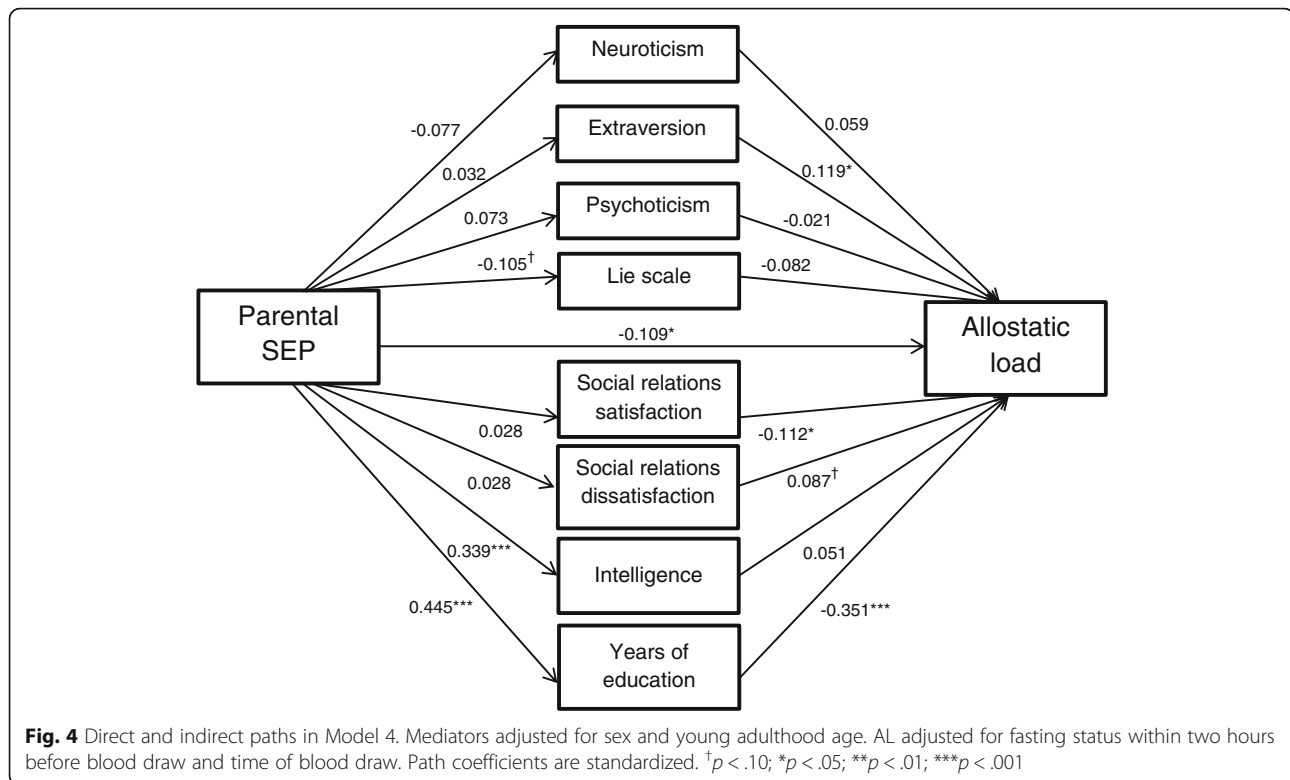 Neuroticism
-0.077
0.059
Extraversion
0.032
0.119*
Psychoticism
0.073
-0.021
-0.105†
Lie scale
-0.082
Parental
SEP
-0.109*
Allostatic
load
Social relations
satisfaction
0.028
-0.112*
Social relations
dissatisfaction
0.028
0.087†
0.339***
Intelligence
0.051
0.445***
-0.351***
Years of
education
Fig. 4 Direct and indirect paths in Model 4. Mediators adjusted for sex and young adulthood age. AL adjusted for fasting status within two hours
before blood draw and time of blood draw. Path coefficients are standardized. †p < .10; *p < .05; **p < .01; ***p < .001